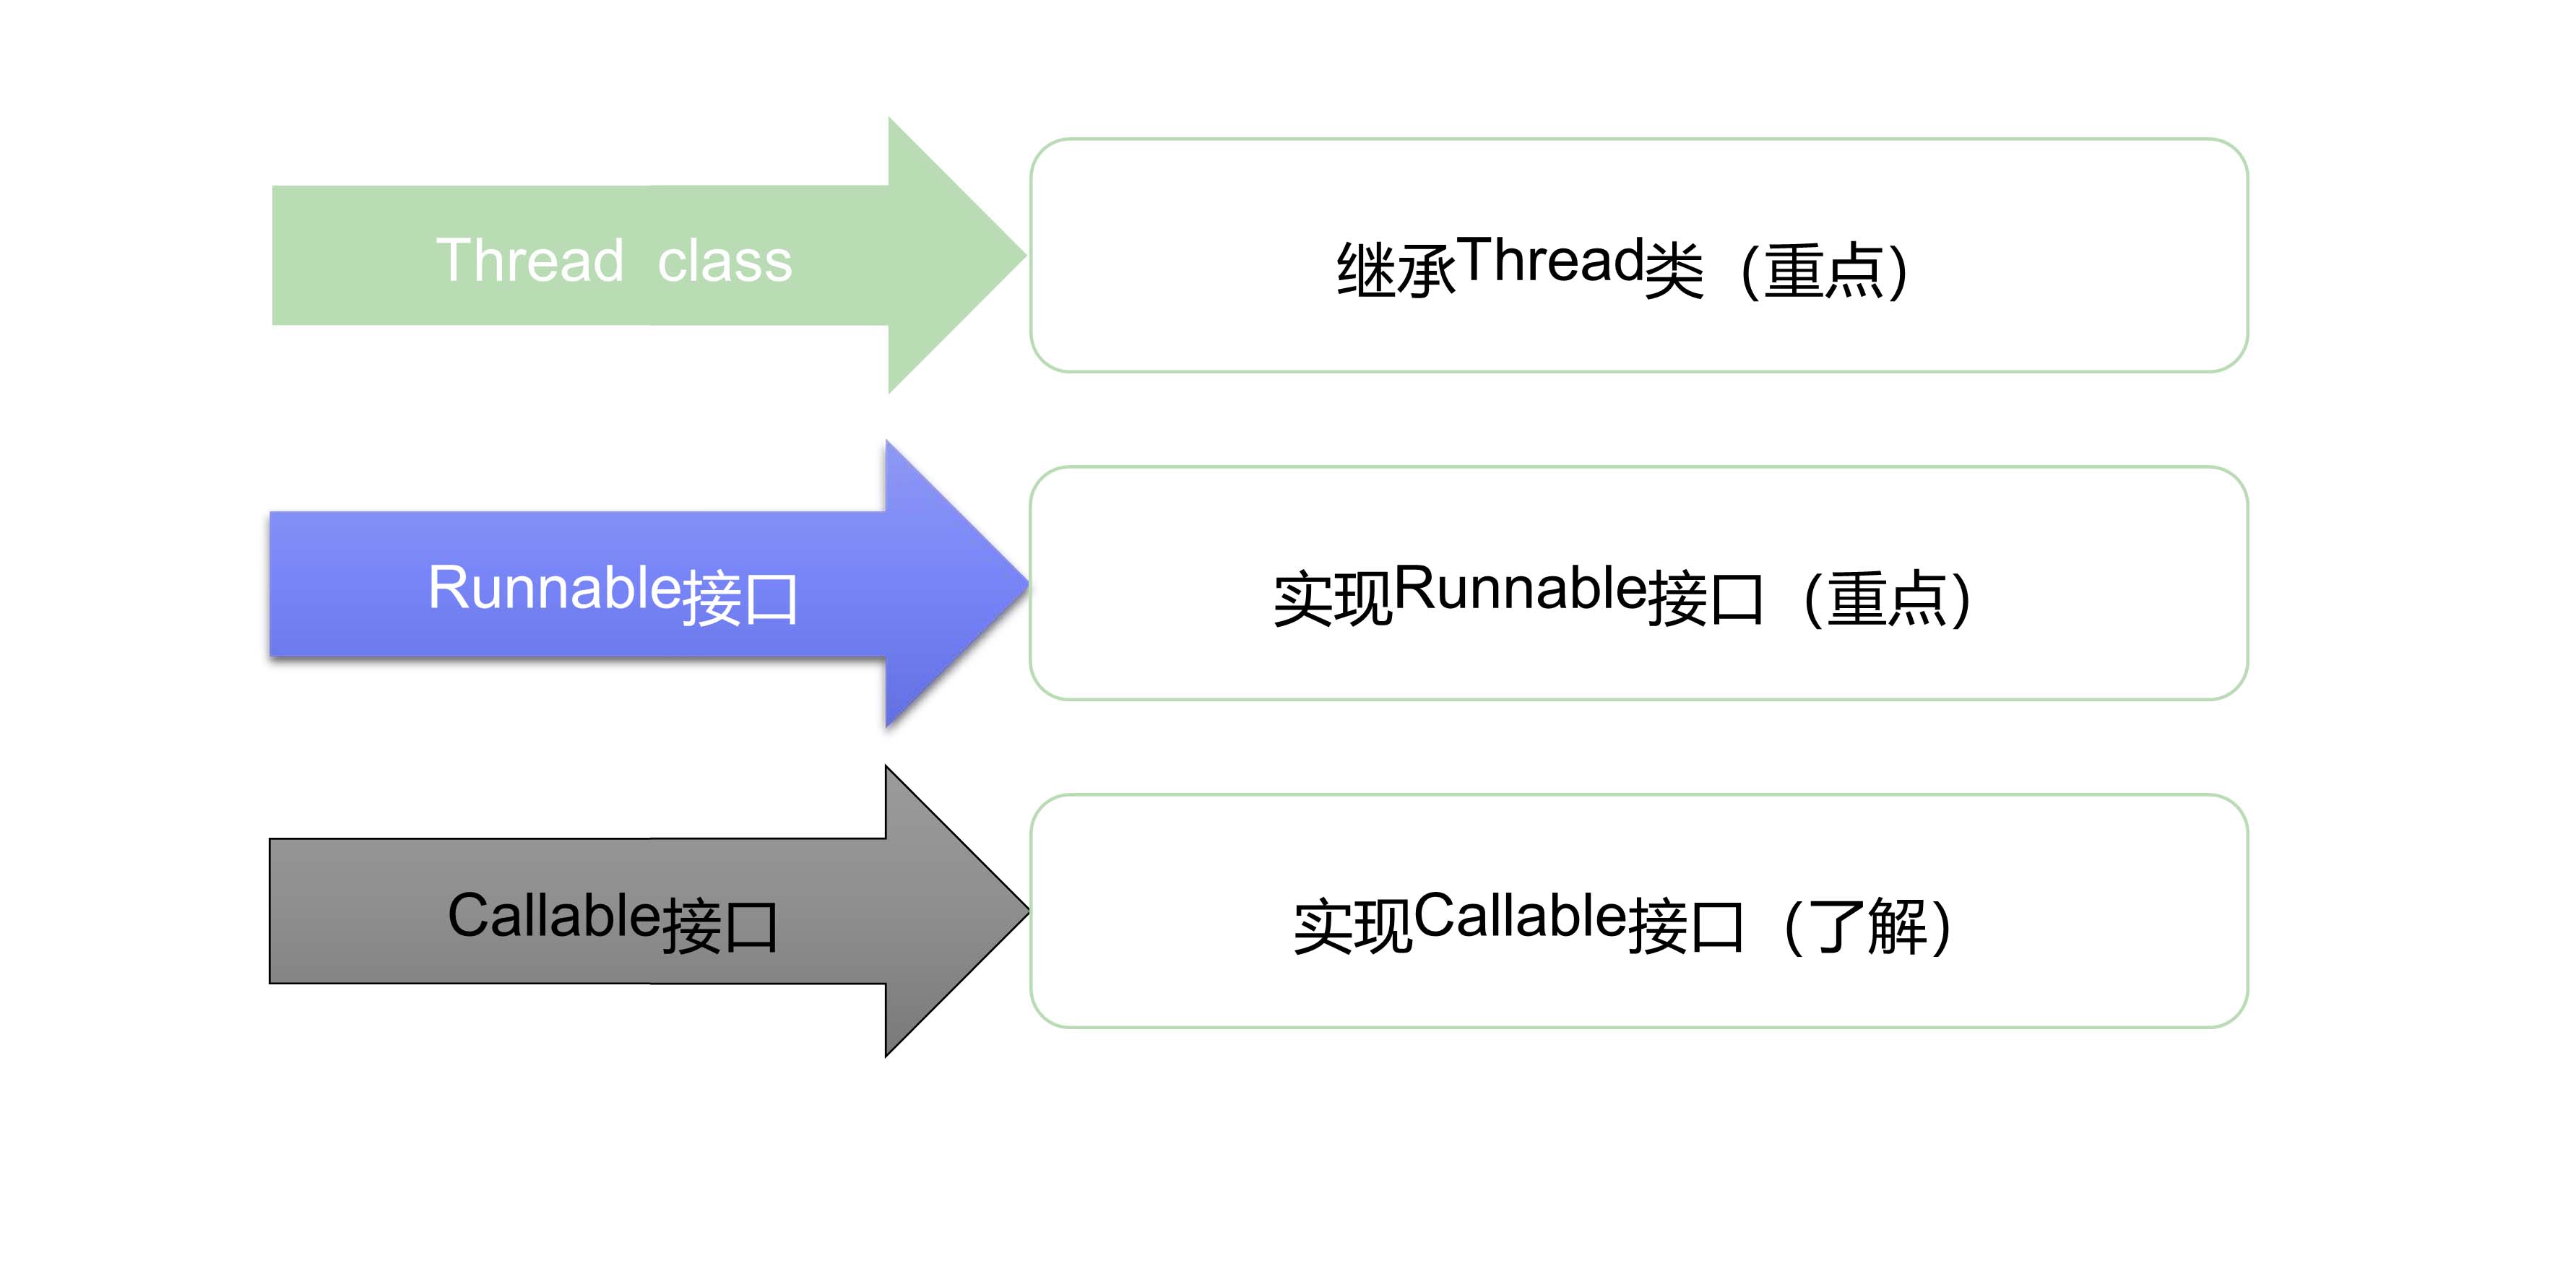 Thread class
继承Thread类（重点）
Runnable接口
实现Runnable接口（重点）
Callable接口
实现Callable接口（了解）